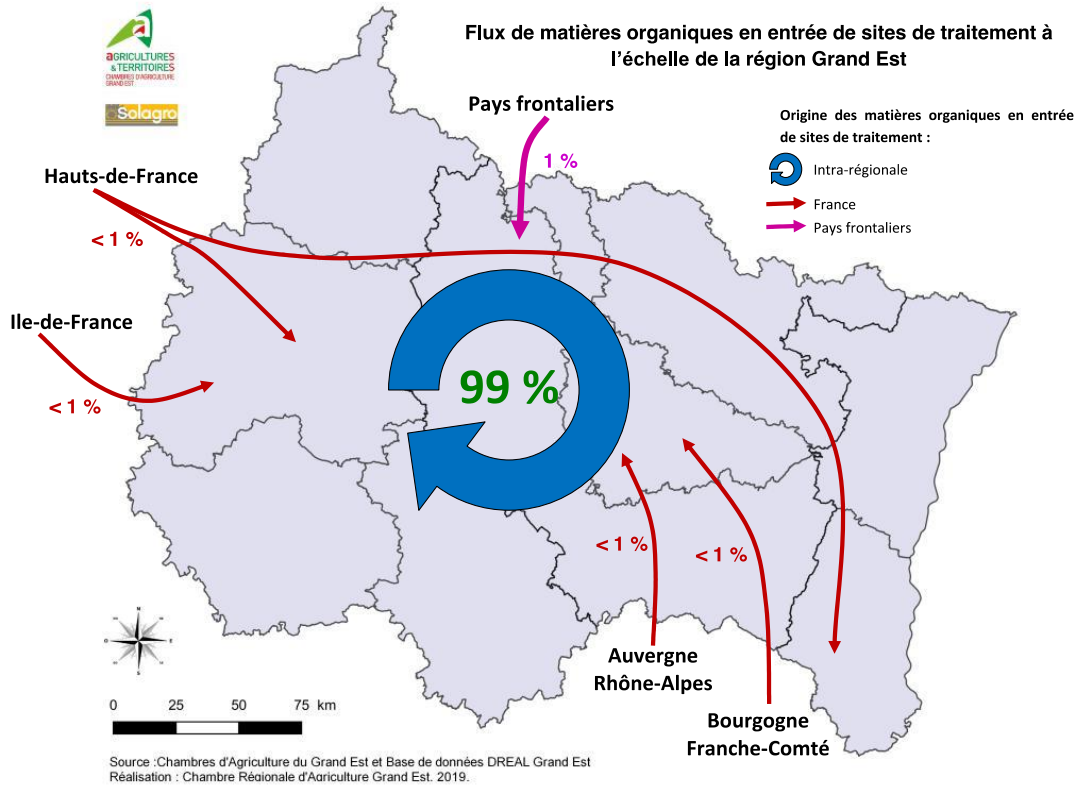 Flux de matières organiques en entrée de sites de traitement à
l'échelle de la région Grand Est
aGRICULTURES
& TERRITOIRES
CHAMBRES D'AGRICULTURE
GRAND EST
Solagro
Pays frontaliers
1 %
Origine des matières organiques en entrée
de sites de traitement :
Intra-régionale
France
Pays frontaliers
Hauts-de-France
< 1 %
Ile-de-France
< 1 %
99 %
< 1 %
< 1 %
Auvergne
Rhône-Alpes
Bourgogne
Franche-Comté
N
O
E
S
0 25 50 75 km
Source :Chambres d'Agriculture du Grand Est et Base de données DREAL Grand Est
Réalisation : Chambre Régionale d'Agriculture Grand Est. 2019.